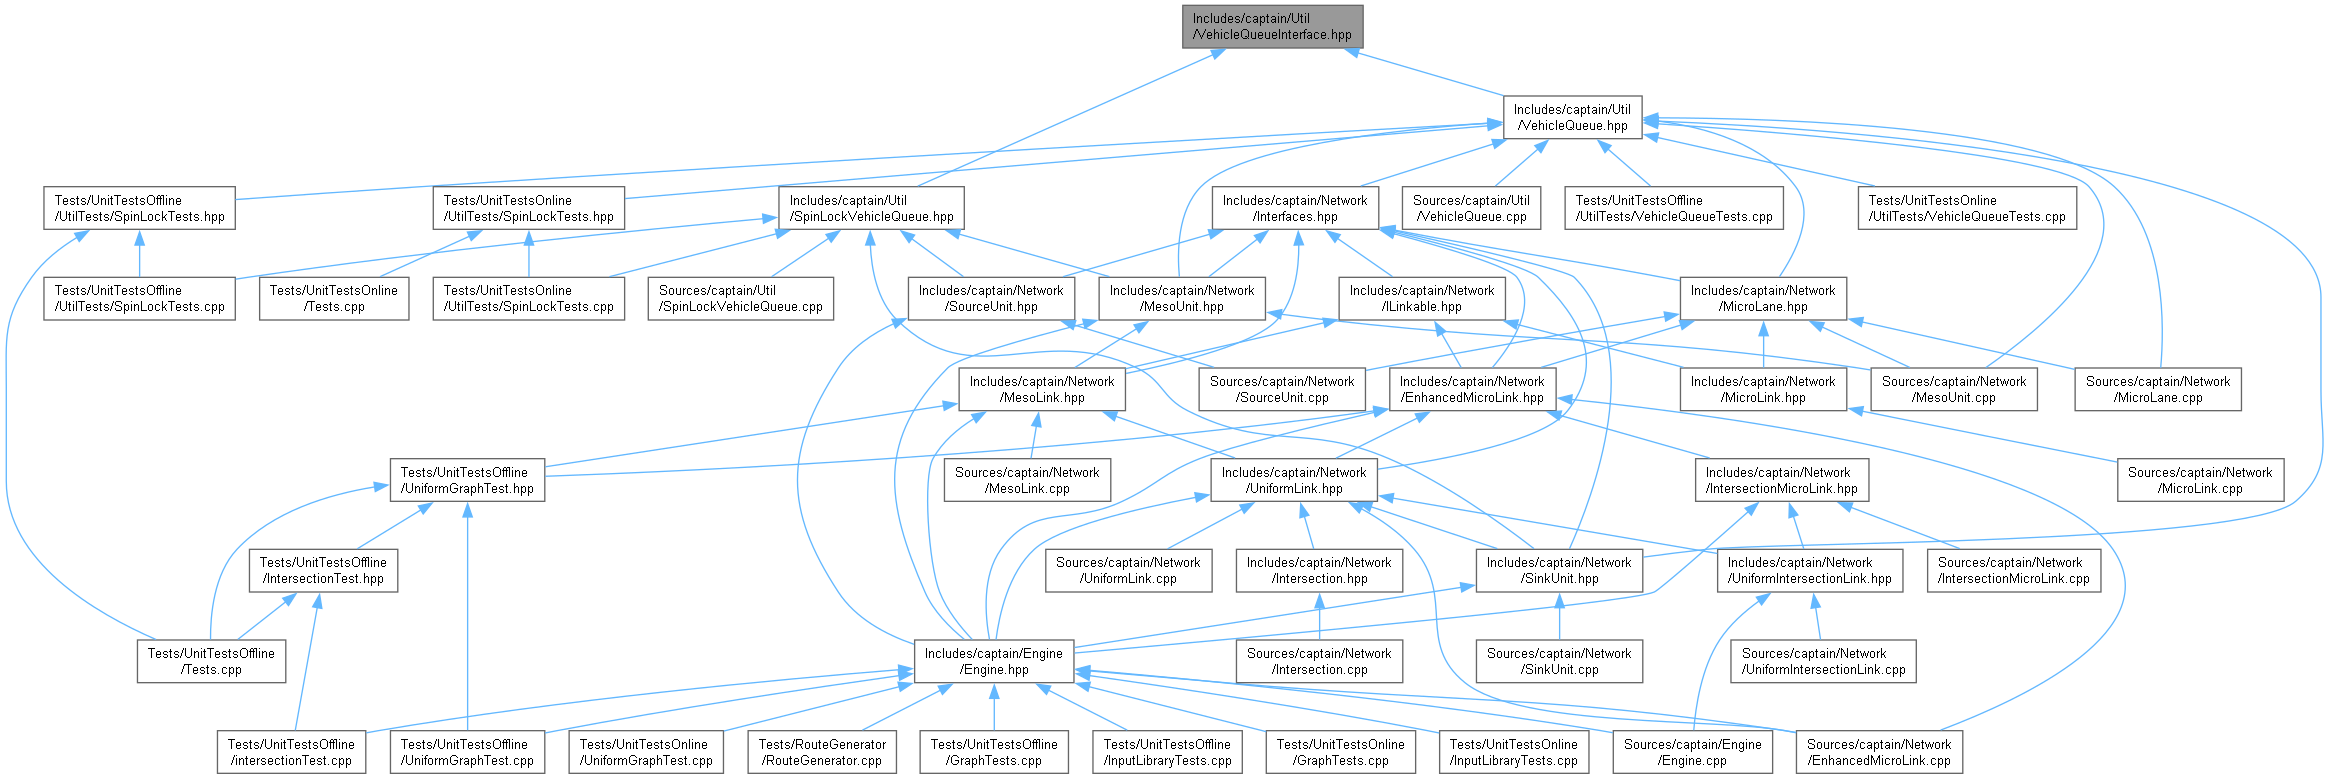 Includes/captain/Util
/VehicleQueueInterface.hpp
Includes/captain/Util
/VehicleQueue.hpp
Tests/UnitTestsOffline
/UtilTests/SpinLockTests.hpp
Tests/UnitTestsOnline
/UtilTests/SpinLockTests.hpp
Includes/captain/Util
/SpinLockVehicleQueue.hpp
Includes/captain/Network
/Interfaces.hpp
Sources/captain/Util
/VehicleQueue.cpp
Tests/UnitTestsOffline
/UtilTests/VehicleQueueTests.cpp
Tests/UnitTestsOnline
/UtilTests/VehicleQueueTests.cpp
Tests/UnitTestsOffline
/UtilTests/SpinLockTests.cpp
Tests/UnitTestsOnline
/Tests.cpp
Tests/UnitTestsOnline
/UtilTests/SpinLockTests.cpp
Sources/captain/Util
/SpinLockVehicleQueue.cpp
Includes/captain/Network
/SourceUnit.hpp
Includes/captain/Network
/MesoUnit.hpp
Includes/captain/Network
/ILinkable.hpp
Includes/captain/Network
/MicroLane.hpp
Includes/captain/Network
/MesoLink.hpp
Sources/captain/Network
/SourceUnit.cpp
Includes/captain/Network
/EnhancedMicroLink.hpp
Includes/captain/Network
/MicroLink.hpp
Sources/captain/Network
/MesoUnit.cpp
Sources/captain/Network
/MicroLane.cpp
Tests/UnitTestsOffline
/UniformGraphTest.hpp
Sources/captain/Network
/MesoLink.cpp
Includes/captain/Network
/UniformLink.hpp
Includes/captain/Network
/IntersectionMicroLink.hpp
Sources/captain/Network
/MicroLink.cpp
Tests/UnitTestsOffline
/IntersectionTest.hpp
Sources/captain/Network
/UniformLink.cpp
Includes/captain/Network
/Intersection.hpp
Includes/captain/Network
/SinkUnit.hpp
Includes/captain/Network
/UniformIntersectionLink.hpp
Sources/captain/Network
/IntersectionMicroLink.cpp
Tests/UnitTestsOffline
/Tests.cpp
Includes/captain/Engine
/Engine.hpp
Sources/captain/Network
/Intersection.cpp
Sources/captain/Network
/SinkUnit.cpp
Sources/captain/Network
/UniformIntersectionLink.cpp
Tests/UnitTestsOffline
/intersectionTest.cpp
Tests/UnitTestsOffline
/UniformGraphTest.cpp
Tests/UnitTestsOnline
/UniformGraphTest.cpp
Tests/RouteGenerator
/RouteGenerator.cpp
Tests/UnitTestsOffline
/GraphTests.cpp
Tests/UnitTestsOffline
/InputLibraryTests.cpp
Tests/UnitTestsOnline
/GraphTests.cpp
Tests/UnitTestsOnline
/InputLibraryTests.cpp
Sources/captain/Engine
/Engine.cpp
Sources/captain/Network
/EnhancedMicroLink.cpp